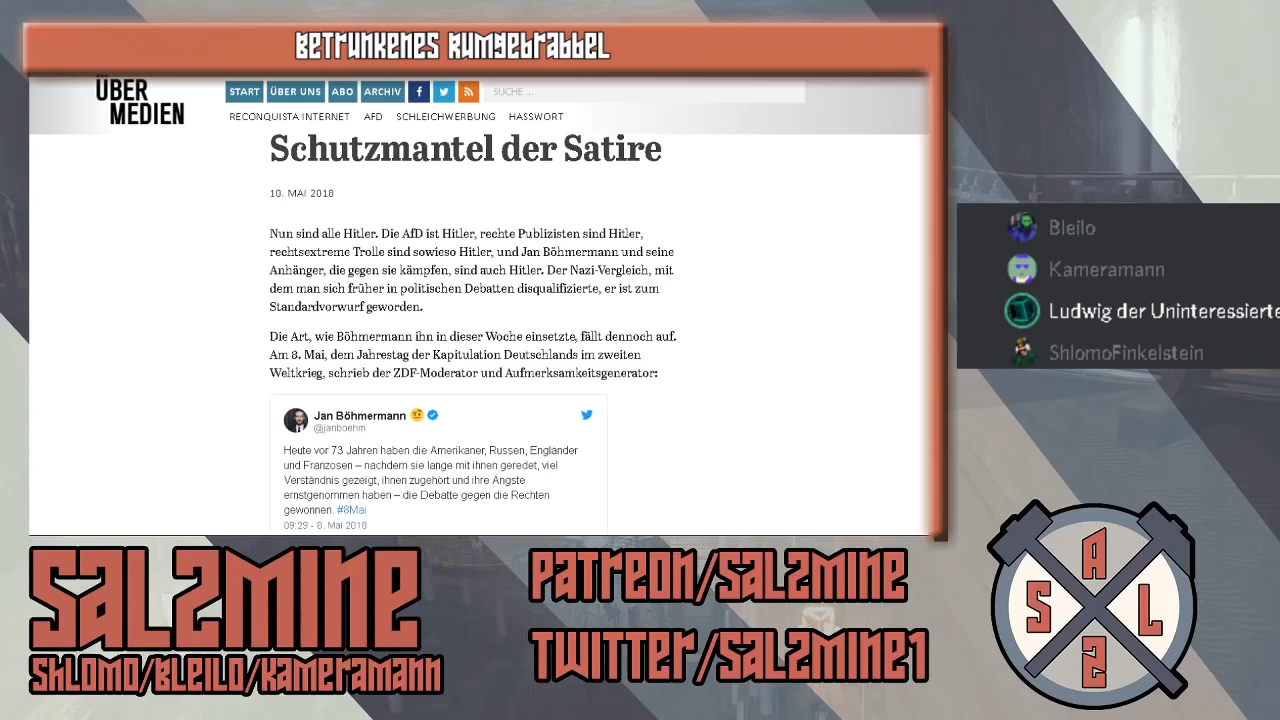 BETRUNKENES RUMGEBRABBEL
ÜBER
MEDIEN
START ÜBER UNS ABO ARCHIV f SUCHE ...
RECONQUISTA INTERNET AFD SCHLEICHWERBUNG HASSWORT
Schutzmantel der Satire
10. MAI 2018
Nun sind alle Hitler. Die AfD ist Hitler, rechte Publizisten sind Hitler,
rechtsextreme Trolle sind sowieso Hitler, und Jan Böhmermann und seine
Anhänger, die gegen sie kämpfen, sind auch Hitler. Der Nazi-Vergleich, mit
dem man sich früher in politischen Debatten disqualifizierte, er ist zum
Standardvorwurf geworden.
Die Art, wie Böhmermann ihn in dieser Woche einsetzte, fällt dennoch auf.
Am 8. Mai, dem Jahrestag der Kapitulation Deutschlands im zweiten
Weltkrieg, schrieb der ZDF-Moderator und Aufmerksamkeitsgenerator:
Jan Böhmermann 🤨
@janboehm
Heute vor 73 Jahren haben die Amerikaner, Russen, Engländer
und Franzosen – nachdem sie lange mit ihnen geredet, viel
Verständnis gezeigt, ihnen zugehört und ihre Ängste
ernstgenommen haben – die Debatte gegen die Rechten
gewonnen. #8Mai
09:29 - 8. Mai 2018
Bleilo
Kameramann
Ludwig der Uninteressierte
ShlomoFinkelstein
SALZMINE
SHLOMO/BLEILO/KAMERAMANN
PATREON/SALZMINE
TWITTER/SALZMINE1
A
S L
Z